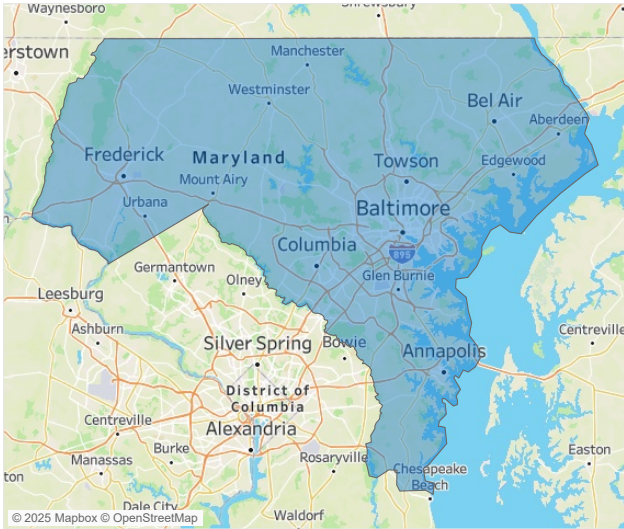 Waynesboro
Manchester
Westminster
Bel Air
Aberdeen
Frederick
Maryland
Towson
Edgewood
Mount Airy
Urbana
Baltimore
Columbia
895
Germantown
Glen Burnie
Olney
Leesburg
Ashburn
Centreville
Silver Spring
Bowie
Annapolis
District of
Columbia
Centreville
Alexandria
Burke
Rosaryville
Easton
Manassas
Chesapeake
Beach
Dale City
Waldorf
© 2025 Mapbox © OpenStreetMap